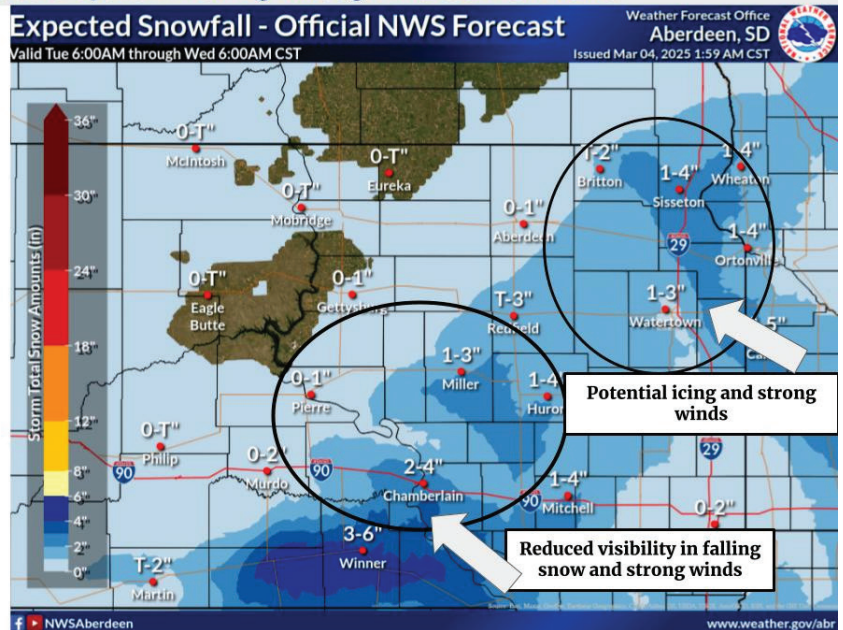 Expected Snowfall - Official NWS Forecast
Valid Tue 6:00AM through Wed 6:00AM CST
Weather Forecast Office
Aberdeen, SD
Issued Mar 04, 2025 1:59 AM CST
NATIONAL WEATHER SERVICE
Storm Total Snow Amounts (in)
36"
30"
24"
18"
12"
8"
6"
4"
2"
0"
0-T"
McIntosh
0-T"
Eureka
0-T"
Mobridge
0-1"
Aberdeen
T-2"
Britton
1-4"
Sisseton
1-4"
Wheaton
29
1-4"
Ortonville
0-T"
Eagle
Butte
0-1"
Gettysburg
T-3"
Redfield
1-3"
Watertown
Potential icing and strong
winds
0-1"
Pierre
1-3"
Miller
1-4"
Huron
0-T"
Philip
90
0-2"
Murdo
90
2-4"
Chamberlain
90
1-4"
Mitchell
29
0-2"
3-6"
Winner
T-2"
Martin
Reduced visibility in falling
snow and strong winds
NWSAberdeen
www.weather.gov/abr